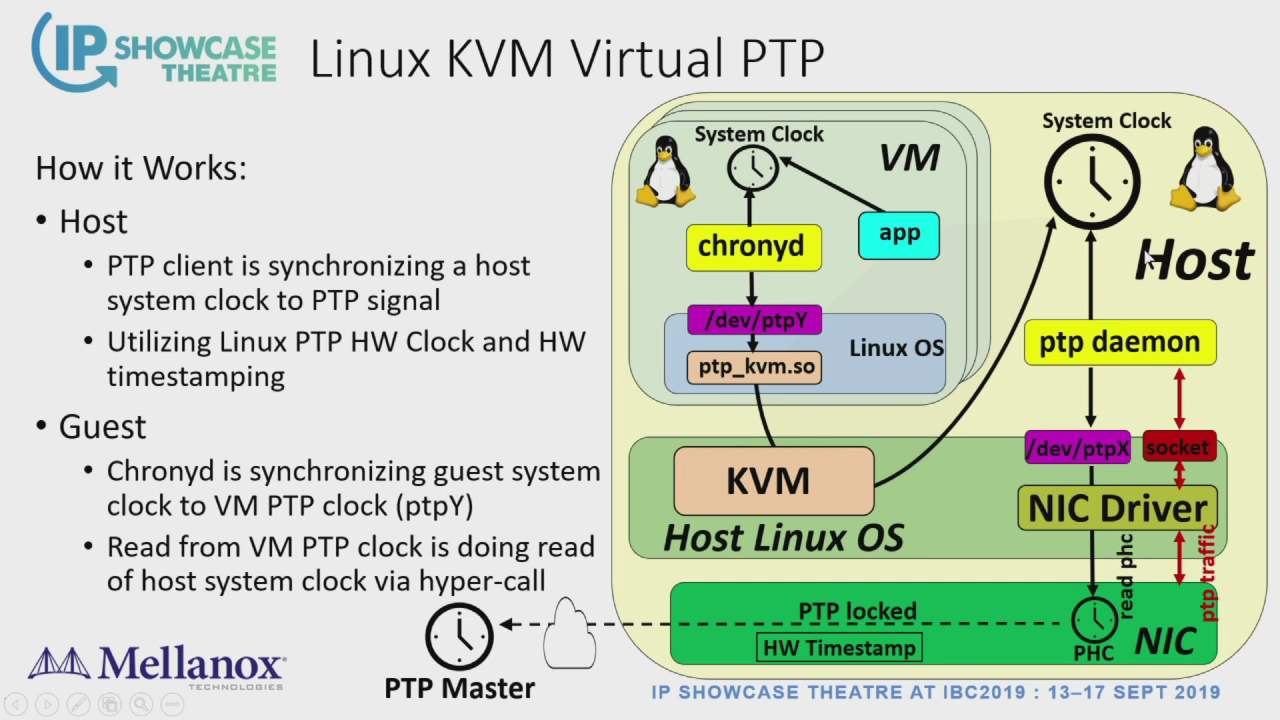 IP SHOWCASE
THEATRE
Linux KVM Virtual PTP
How it Works:
• Host
• PTP client is synchronizing a host
system clock to PTP signal
• Utilizing Linux PTP HW Clock and HW
timestamping
• Guest
• Chronyd is synchronizing guest system
clock to VM PTP clock (ptpY)
• Read from VM PTP clock is doing read
of host system clock via hyper-call
System Clock
VM
chronyd
app
/dev/ptpY
ptp_kvm.so
Linux OS
System Clock
Host
ptp daemon
/dev/ptpX
socket
KVM
NIC Driver
Host Linux OS
read phc
ptp traffic
PTP locked
HW Timestamp
PHC
NIC
PTP Master
Mellanox
TECHNOLOGIES
IP SHOWCASE THEATRE AT IBC2019 : 13–17 SEPT 2019